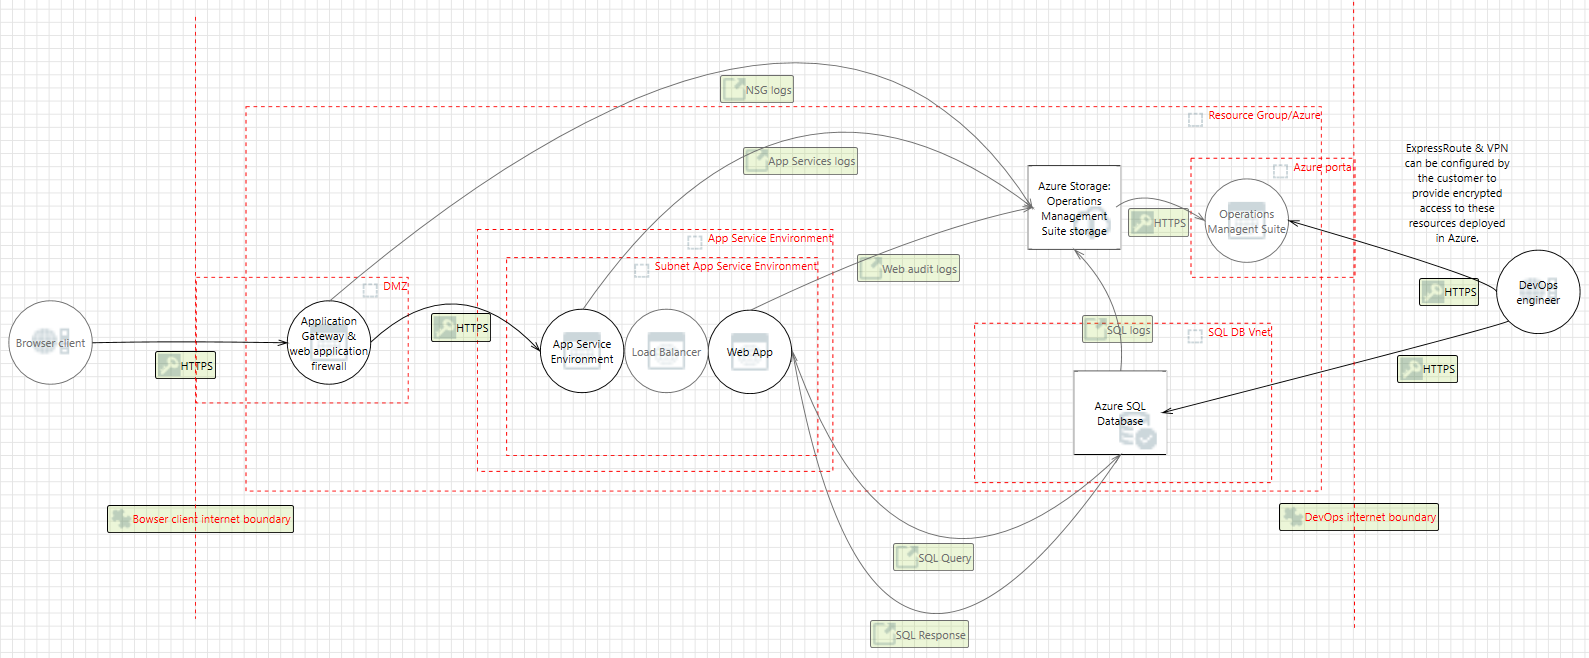 NSG logs
Resource Group/Azure
App Services logs
ExpressRoute & VPN
can be configured by
the customer to
provide encrypted
access to these
resources deployed
in Azure.
Azure portal
Azure Storage:
Operations
Management
Suite storage
HTTPS
Operations
Managent Suite
App Service Environment
Subnet App Service Environment
Web audit logs
DMZ
HTTPS
DevOps
engineer
Browser client
Application
Gateway &
web application
firewall
HTTPS
HTTPS
App Service
Environment
Load Balancer
Web App
SQL logs
SQL DB Vnet
HTTPS
Azure SQL
Database
Bowser client internet boundary
DevOps internet boundary
SQL Query
SQL Response